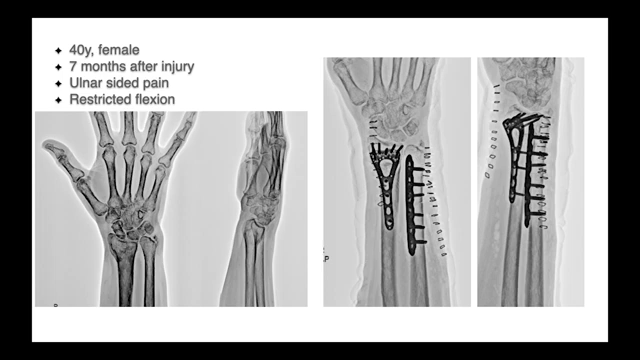 40y, female
7 months after injury
Ulnar sided pain
Restricted flexion